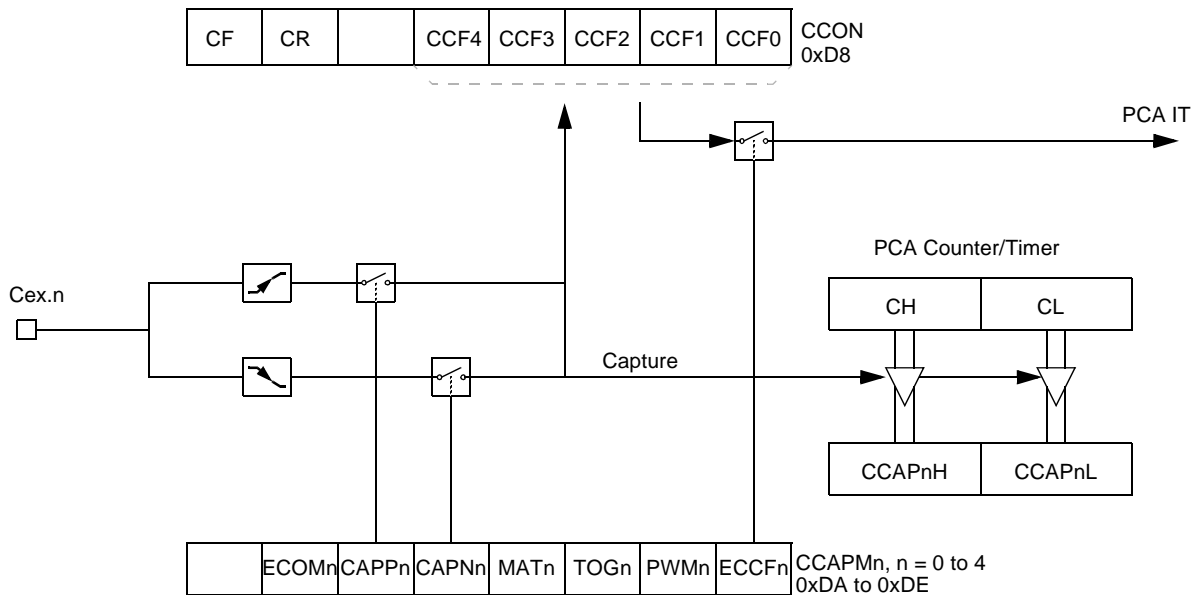 CF CR CCF4 CCF3 CCF2 CCF1 CCF0 CCON
0xD8
PCA IT
PCA Counter/Timer
Cex.n
CH CL
Capture
CCAPnH CCAPnL
ECOMn CAPPn CAPNn MATn TOGn PWMn ECCFn CCAPMn, n = 0 to 4
0xDA to 0xDE